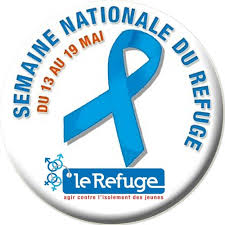 SEMAINE NATIONALE DU REFUGE
DU 13 AU 19 MAI
le Refuge
agir contre l'isolement des jeunes